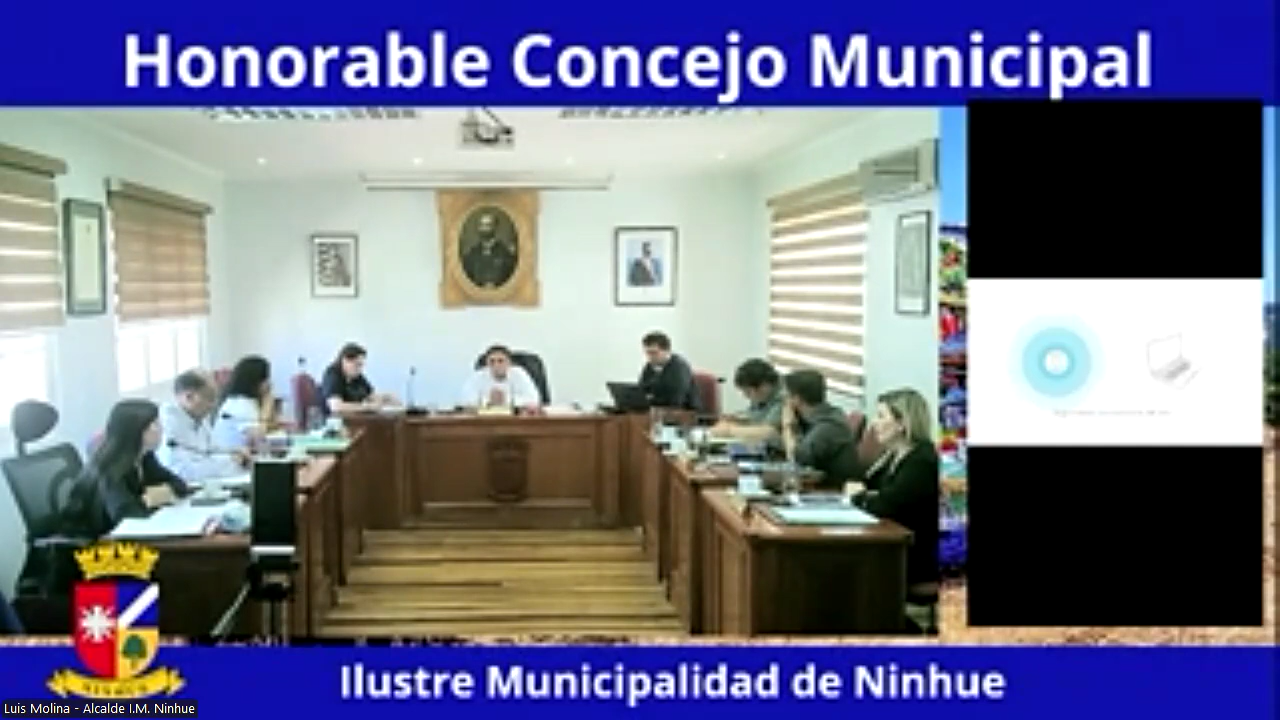 Honorable Concejo Municipal
Ilustre Municipalidad de Ninhue
Luis Molina - Alcalde I.M. Ninhue